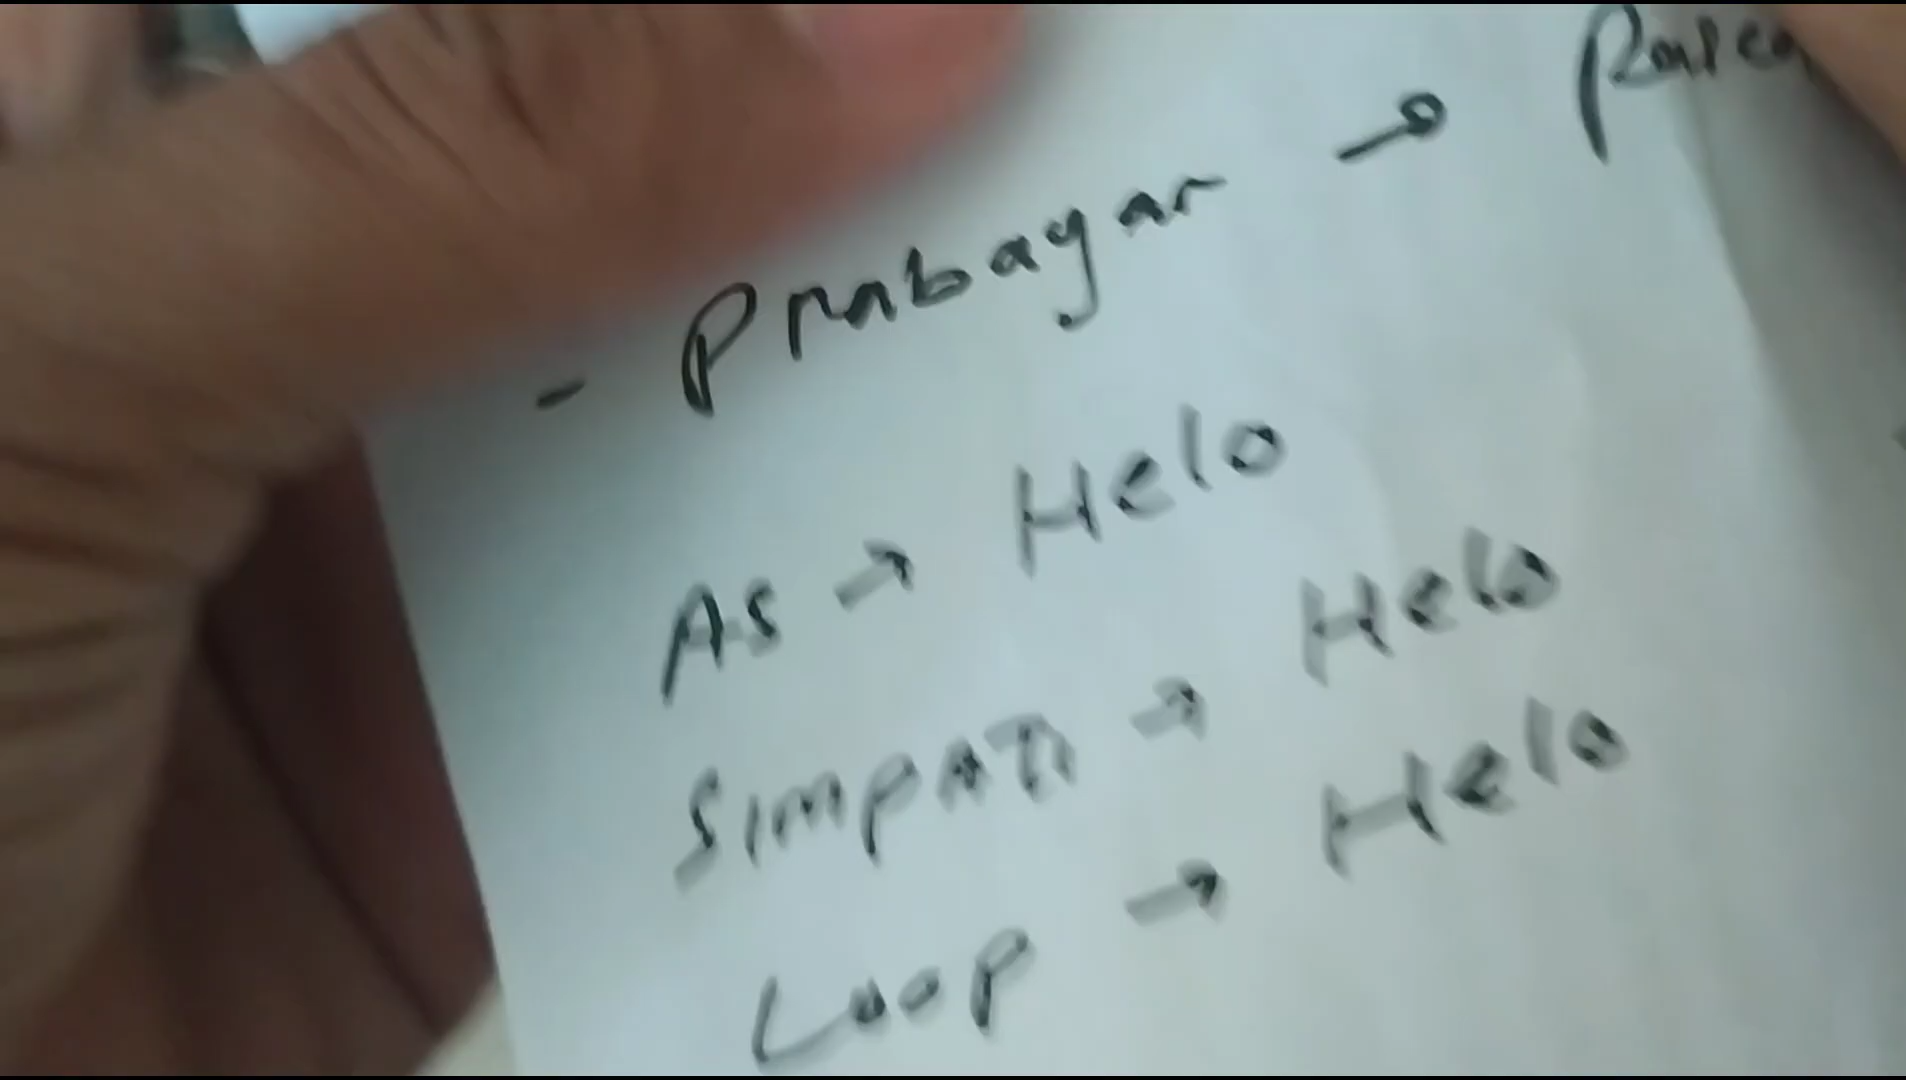 - Prabayar →
As → Helo
SIMPATI → Helo
Loop → Helo